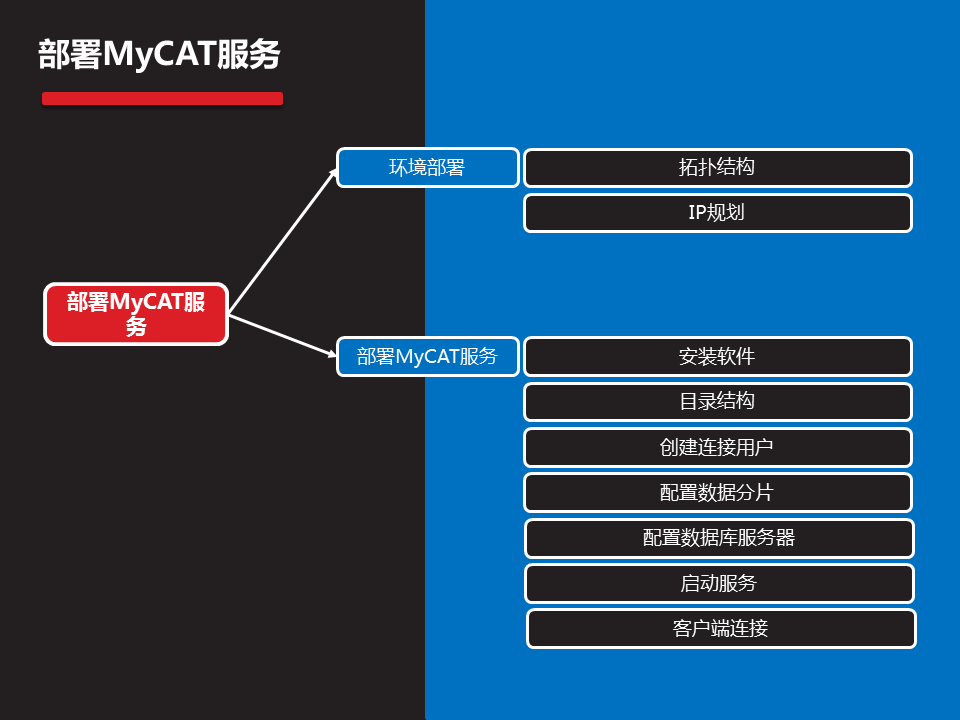 部署MyCAT服务
环境部署
拓扑结构
IP规划
部署MyCAT服
务
部署MyCAT服务
安装软件
目录结构
创建连接用户
配置数据分片
配置数据库服务器
启动服务
客户端连接